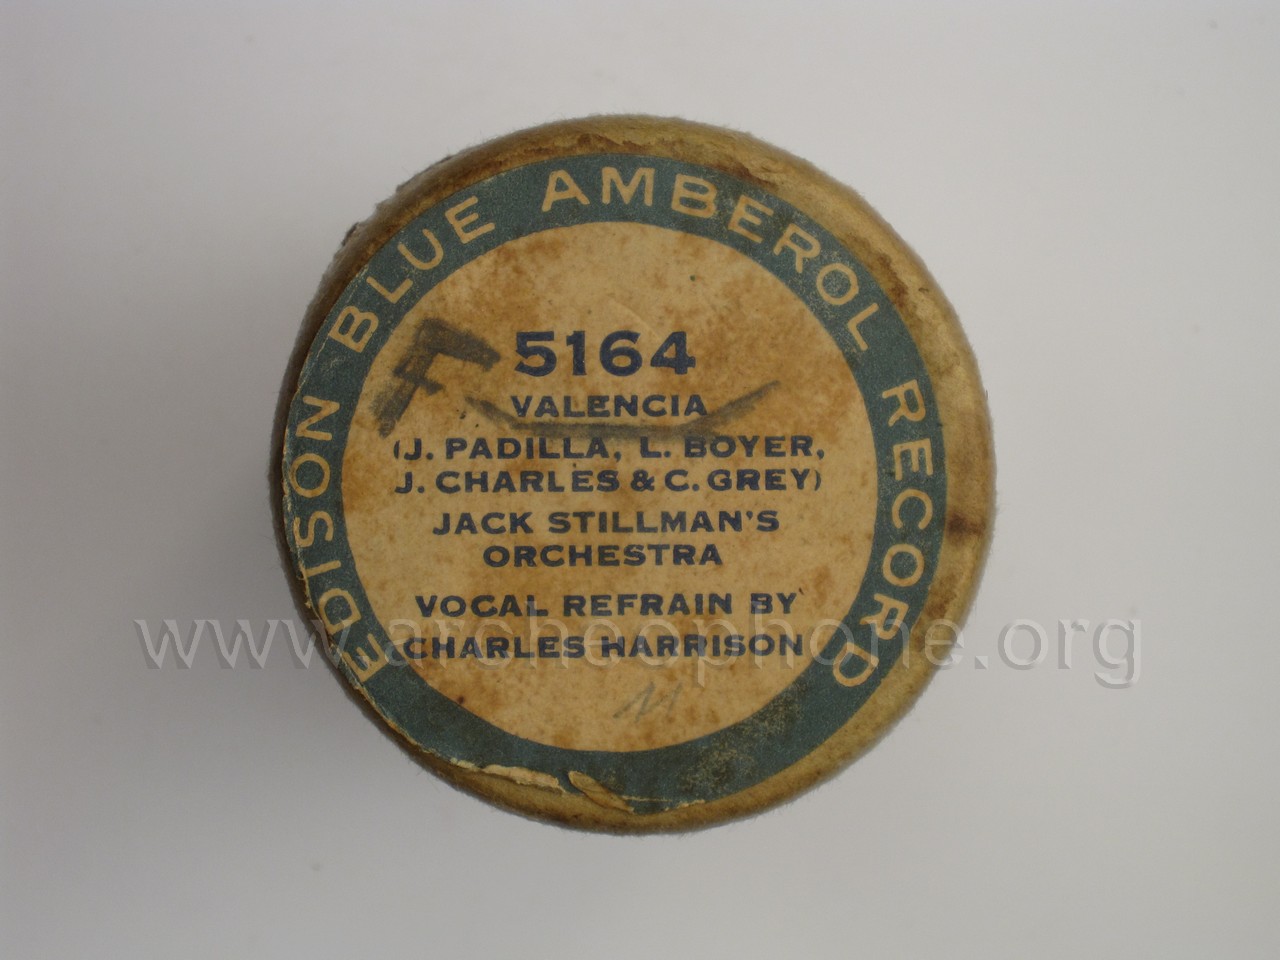 EDISON BLUE AMBEROL RECORD
5164
VALENCIA
(J. PADILLA, L. BOYER,
J. CHARLES & C. GREY)
JACK STILLMAN'S
ORCHESTRA
VOCAL REFRAIN BY
CHARLES HARRISON
www.archeophone.org